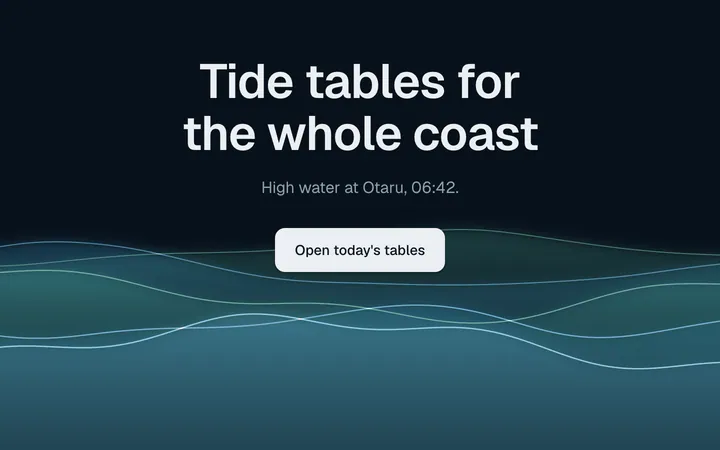 Tide tables for
the whole coast
High water at Otaru, 06:42.
Open today's tables